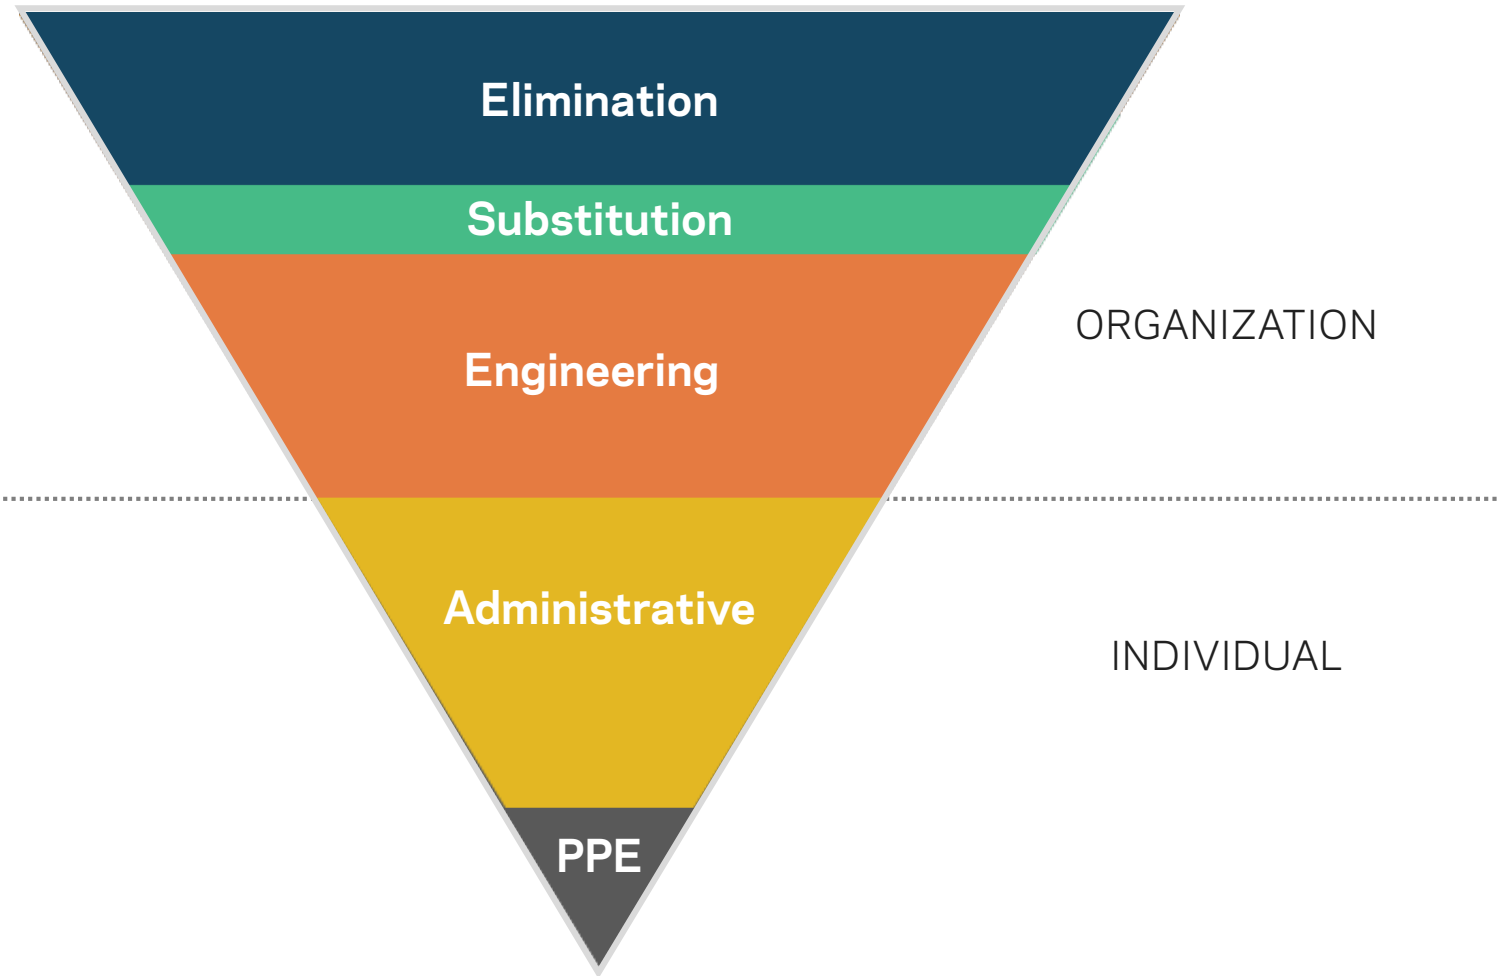 Elimination
Substitution
Engineering
ORGANIZATION
Administrative
INDIVIDUAL
PPE